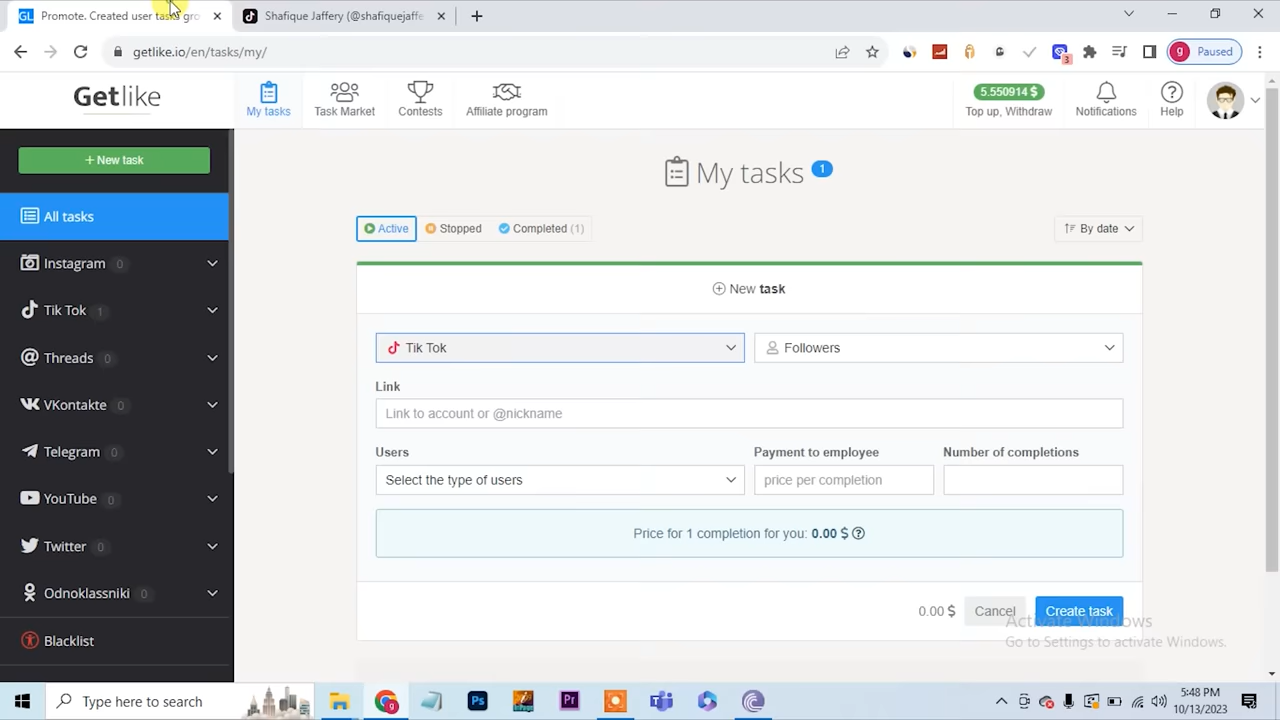 Promote. Created user tasks gro
Shafique Jaffery (@shafiquejaffe
getlike.io/en/tasks/my/
3
g Paused
Getlike
My tasks
Task Market
Contests
Affiliate program
5.550914 $
Top up, Withdraw
Notifications
Help
+ New task
My tasks 1
All tasks
Active
Stopped
Completed (1)
By date
Instagram 0
New task
Tik Tok 1
Tik Tok
Followers
Threads 0
Link
VKontakte 0
Link to account or @nickname
Telegram 0
Users
Payment to employee
Number of completions
Select the type of users
price per completion
YouTube 0
Price for 1 completion for you: 0.00 $
Twitter 0
Odnoklassniki 0
0.00 $
Cancel
Create task
Activate Windows
Go to Settings to activate Windows.
Blacklist
Type here to search
5:48 PM
10/13/2023